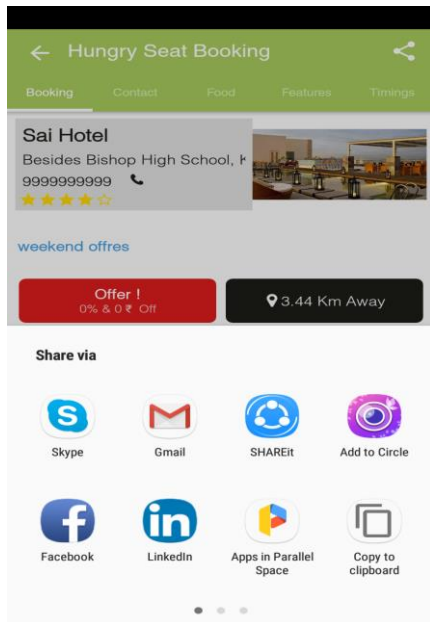 Hungry Seat Booking
Booking Contact Food Features Timings
Sai Hotel
Besides Bishop High School, K
9999999999
weekend offres
Offer !
0% & 0 ₹ Off
3.44 Km Away
Share via
Skype Gmail SHAREit Add to Circle
Facebook LinkedIn Apps in Parallel Space Copy to clipboard